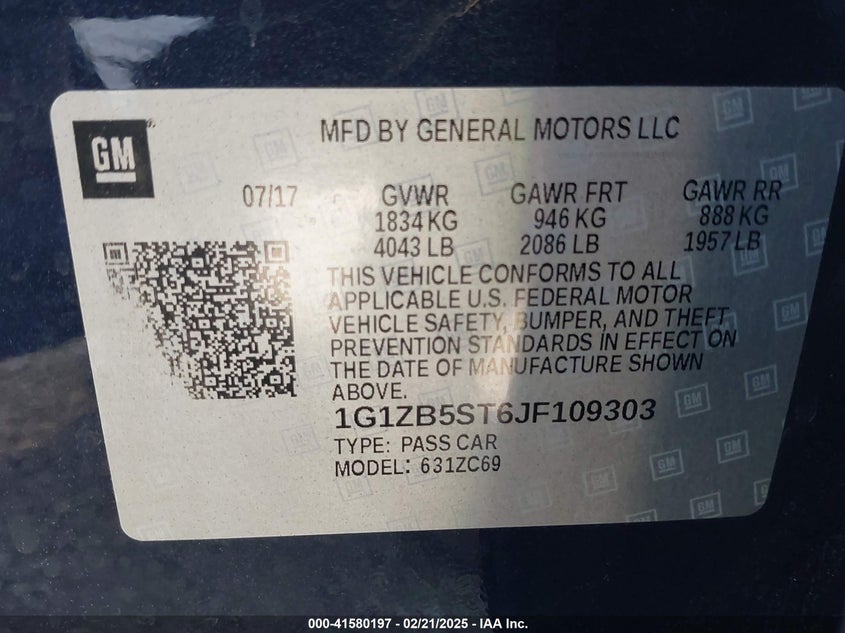 GM
MFD BY GENERAL MOTORS LLC
07/17 GVWR GAWR FRT GAWR RR
1834 KG 946 KG 888 KG
4043 LB 2086 LB 1957 LB
THIS VEHICLE CONFORMS TO ALL
APPLICABLE U.S. FEDERAL MOTOR
VEHICLE SAFETY, BUMPER, AND THEFT
PREVENTION STANDARDS IN EFFECT ON
THE DATE OF MANUFACTURE SHOWN
ABOVE.
1G1ZB5ST6JF109303
TYPE: PASS CAR
MODEL: 631ZC69
000-41580197 - 02/21/2025 - IAA Inc.